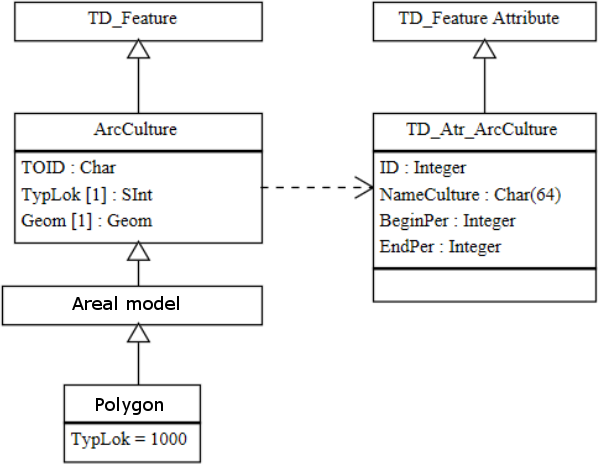 TD_Feature
TD_Feature Attribute
ArcCulture
TOID : Char
TypLok [1] : SInt
Geom [1] : Geom
TD_Atr_ArcCulture
ID : Integer
NameCulture : Char(64)
BeginPer : Integer
EndPer : Integer
Areal model
Polygon
TypLok = 1000